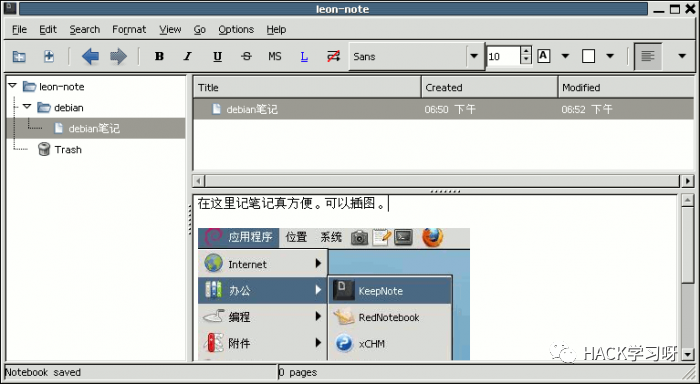 leon-note
File Edit Search Format View Go Options Help
B I U S MS L Sans 10 A
leon-note
debian
debian笔记
Trash
Title Created Modified
debian笔记 06:50 下午 06:52 下午
在这里记笔记真方便。可以插图。
应用程序 位置 系统
Internet
办公
编程
附件
KeepNote
RedNotebook
xCHM
HACK学习呀
Notebook saved 0 pages